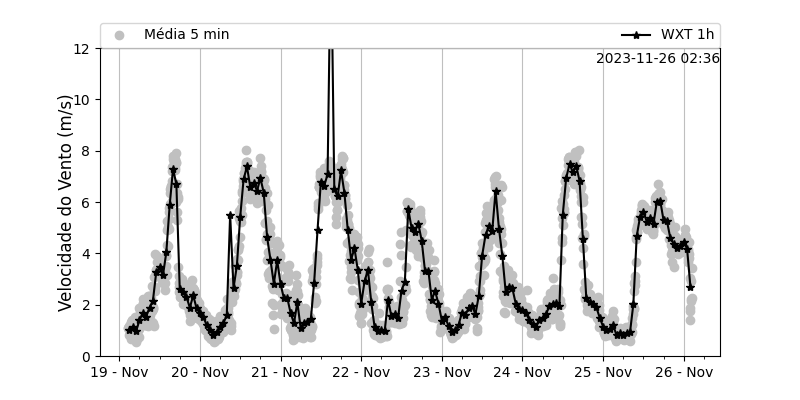 Média 5 min
WXT 1h
2023-11-26 02:36
Velocidade do Vento (m/s)
12
10
8
6
4
2
0
19 - Nov
20 - Nov
21 - Nov
22 - Nov
23 - Nov
24 - Nov
25 - Nov
26 - Nov